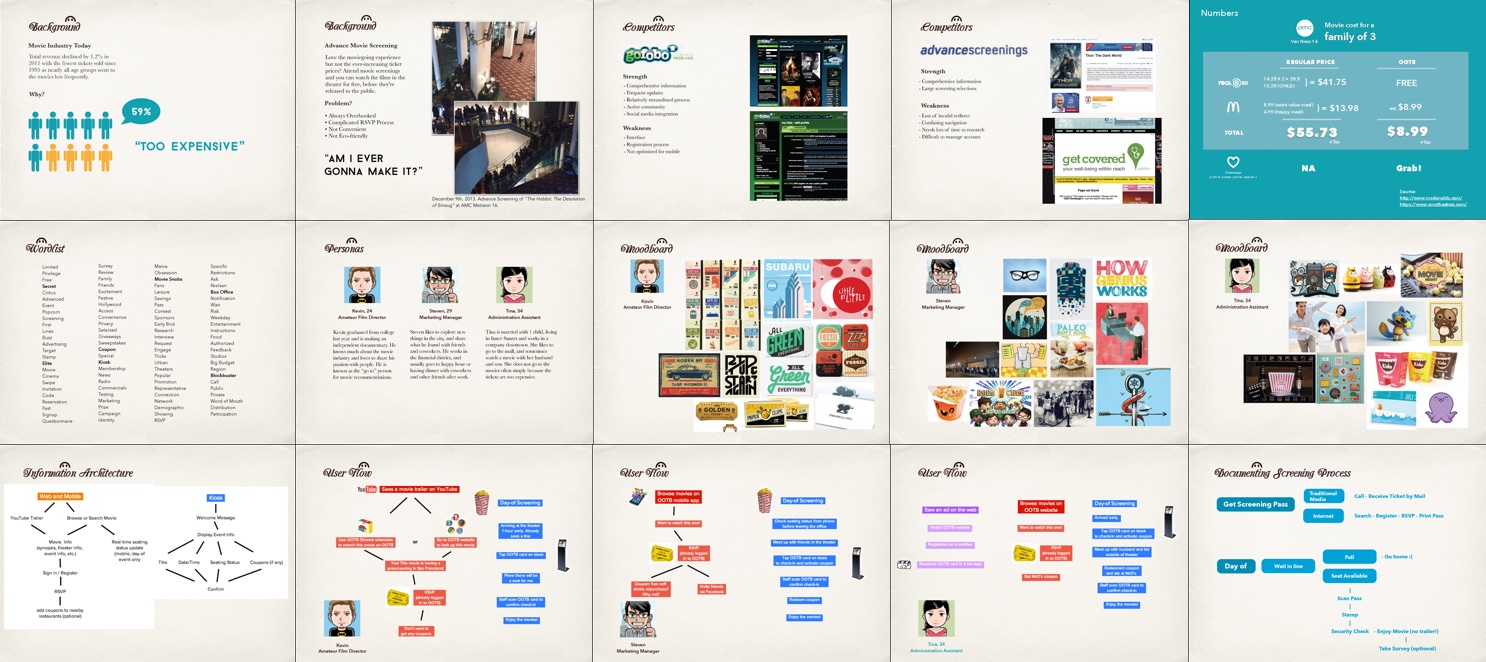 Background
Movie Industry Today
Total revenue declined by 1.2% in
2011 with the fewest tickets sold since
1995 as nearly all age groups went to
the movies less frequently.
Why?
59%
"TOO EXPENSIVE"
Background
Advance Movie Screening
Love the moviegoing experience
but not the ever-increasing ticket
prices? Attend movie screenings
and you can watch the films in the
theater for free, before they're
released to the public.
Problem?
• Always Overbooked
• Complicated RSVP Process
• Not Convenient
• Not Eco-friendly
"AM I EVER
GONNA MAKE IT?"
December 9th, 2013, Advance Screening of "The Hobbit: The Desolation
of Smaug" at AMC Metreon 16.
Competitors
gofobo
Strength
- Comprehensive information
- Frequent updates
- Relatively streamlined process
- Active community
- Social media integration
Weakness
- Interface
- Registration process
- Not optimized for mobile
Competitors
advancescreenings
Strength
- Comprehensive information
- Large screening selections
Weakness
- Loss of invalid redirect
- Confusing navigation
- Needs lots of time to research
- Difficult to manage account
get covered
your well-being within reach
Numbers
amc
Van Ness 14
Movie cost for a
family of 3
REGULAR PRICE
OOTB
= $41.75
FREE
= $13.98
$8.99
TOTAL
$55.73
+Tax
$8.99
+Tax
NA
Grab!
Source:
http://www.mcdonalds.com/
https://www.amctheatres.com/
Wordlist
Limited
Privilege
Free
Secret
Critics
Advanced
Event
Popcorn
Screening
First
Lines
Buzz
Advertising
Target
Stamp
Elite
Movie
Cinema
Swipe
Invitation
Code
Reservation
Fast
Signup
Questionnaire
Survey
Review
Family
Friends
Excitement
Festive
Hollywood
Access
Convenience
Privacy
Selected
Giveaways
Sweepstakes
Coupon
Special
Kiosk
Membership
News
Radio
Commercials
Testing
Marketing
Prize
Campaign
Identity
Mania
Obsession
Movie Snobs
Fans
Leisure
Savings
Pass
Contest
Sponsors
Early Bird
Research
Interview
Request
Engage
Tricks
Urban
Theaters
Popular
Promotion
Representative
Connection
Network
Demographic
Showing
RSVP
Specific
Restrictions
Ask
Nielsen
Box Office
Notification
Wait
Risk
Weekday
Entertainment
Instructions
Food
Authorized
Feedback
Studios
Big Budget
Region
Blockbuster
Call
Public
Private
Word of Mouth
Distribution
Participation
Personas
Kevin, 24
Amateur Film Director
Steven, 29
Marketing Manager
Tina, 34
Administration Assistant
Kevin graduated from college
but year and is making an
independent documentary. He
knows much about the movie
industry and loves to share his
passion with people. He is
known as the "go to" person
for movie recommendations.
Steven likes to explore new
things in the city, and
share what he found with
friends and coworkers. He works in
the financial district, and
usually goes to happy hour or
having dinner with coworkers
and other friends after work.
Tina is married with 1 child, living
in Inner Sunset and works in a
company downtown. She likes to
go to the mall, and sometimes
watch a movie with her husband
and son. She does not go to
the movies often simply because the
tickets are too expensive.
Moodboard
Kevin
Amateur Film Director
SUBARU
GREEN
EVERYTHING
FOSSIL
GOLDEN
Moodboard
Steven
Marketing Manager
HOW
GENIUS
WORKS
PALEO
Moodboard
Tina, 34
Administration Assistant
MOVIE
Information Architecture
Web and Mobile
YouTube Trailer
Browse or Search Movie
Movie Info
(synopsis, theater info,
event info, etc.)
Real-time seating
status update
(mobile, day of
event only)
Sign in / Register
RSVP
add coupons to nearby
restaurants (optional)
Kiosk
Welcome Message
Display Event Info
Title
Date/Time
Seating Status
Coupons (if any)
Confirm
User Flow
YouTube
Sees a movie trailer on YouTube
Use OOTB Chrome extension
to search this movie on OOTB
or
Go to OOTB website
to look up this movie
Yes! This movie is having a
prescreening in San Francisco!
RSVP
(already logged
in to OOTB)
Don't want to
get any coupons.
Day-of Screening
Arriving at the theater
1 hour early. Already
sees a line
Tap OOTB card on kiosk
Phew there will be
a seat for me
Staff scan OOTB card to
confirm check-in
Enjoy the movies!
Kevin
Amateur Film Director
User Flow
Browse movies on
OOTB mobile app
Want to watch this one!
RSVP
(already logged
in to OOTB)
Invite friends
via Facebook
Day-of Screening
Check seating status from phone
before leaving the office
Meet up with friends in the theater
Tap OOTB card on kiosk
to check-in and activate coupon
Staff scan OOTB card to
confirm check-in
Redeem coupon
Enjoy the movies!
Steven
Marketing Manager
User Flow
Saw an ad on the web
Visited OOTB website
Registered as a member
Received OOTB card in a few days
Browse movies on
OOTB website
Want to watch this one!
RSVP
(already logged
in to OOTB)
Got McD's coupon
Day-of Screening
Arrived early
Tap OOTB card on kiosk
to check-in and activate coupon
Meet up with husband and kid
outside of theater
Redeemed coupon
and ate at McD's
Staff scan OOTB card to
confirm check-in
Enjoy the movies!
Tina, 34
Administration Assistant
Documenting Screening Process
Get Screening Pass
Traditional
Media
Call - Receive Ticket by Mail
Internet
Search - Register - RSVP - Print Pass
Day of
Wait in line
Full
- Go home :(
Seat Available
Scan Pass
Stamp
Security Check
- Enjoy Movie (no trailer!)
Take Survey (optional)